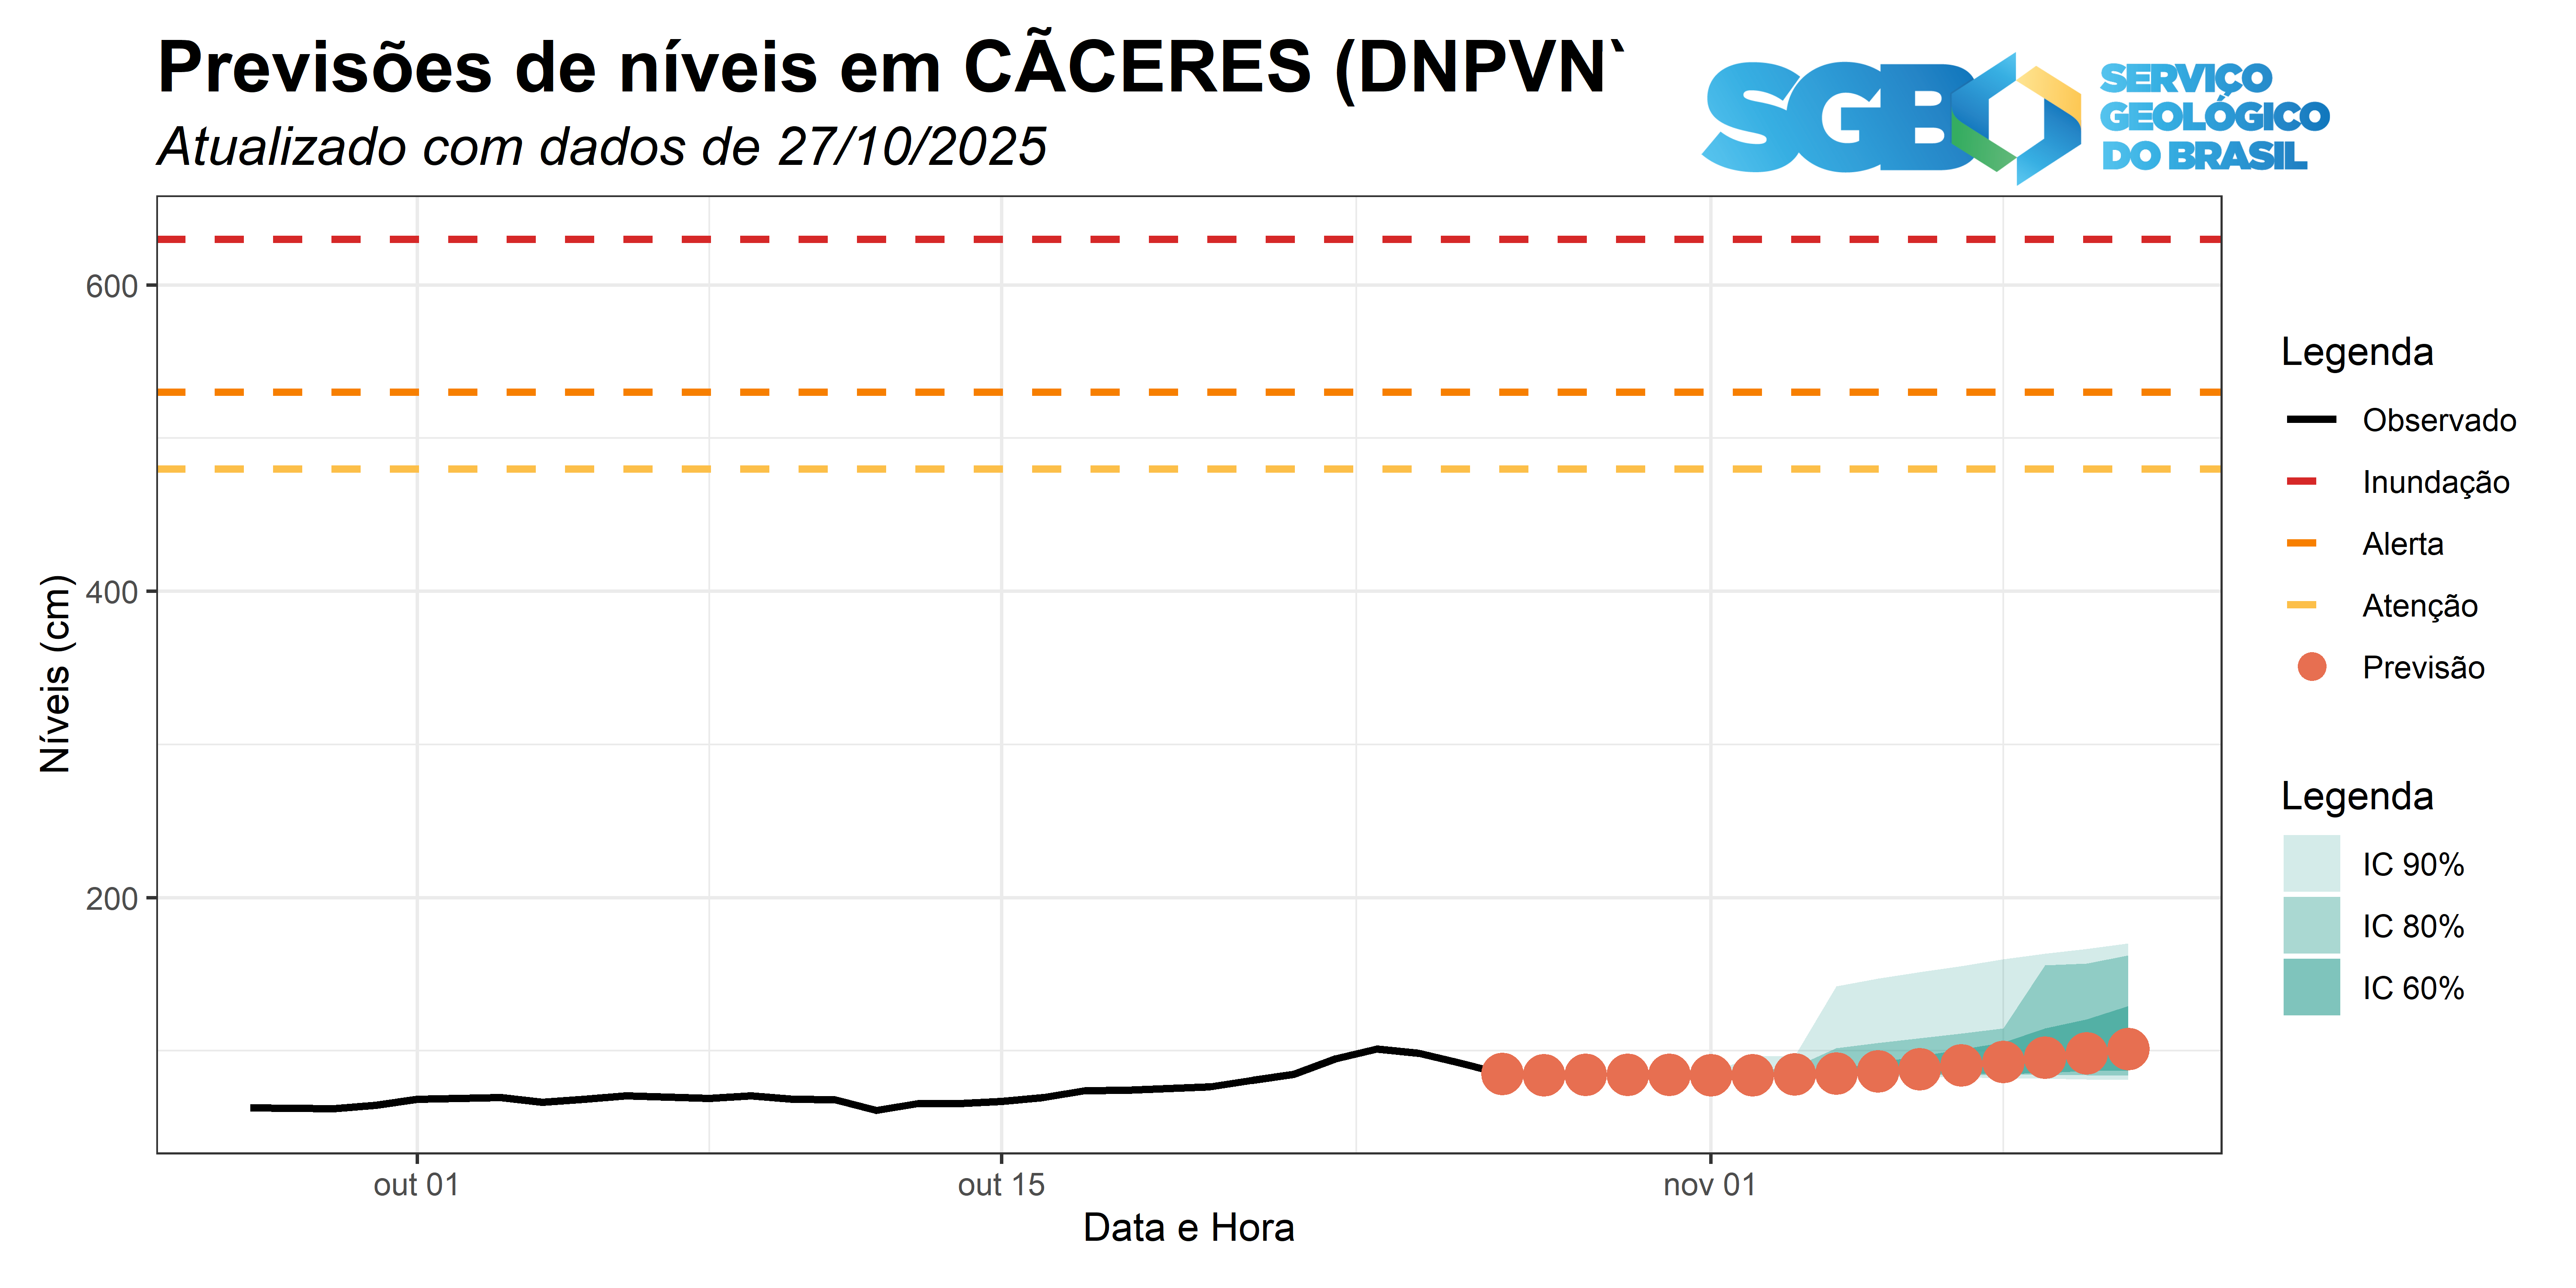 Previsões de níveis em CÃCERES (DNPVN`
Atualizado com dados de 27/10/2025
SGB
SERVIÇO
GEOLÓGICO
DO BRASIL
600
400
200
Níveis (cm)
out 01
out 15
nov 01
Data e Hora
Legenda
Observado
Inundação
Alerta
Atenção
Previsão
Legenda
IC 90%
IC 80%
IC 60%